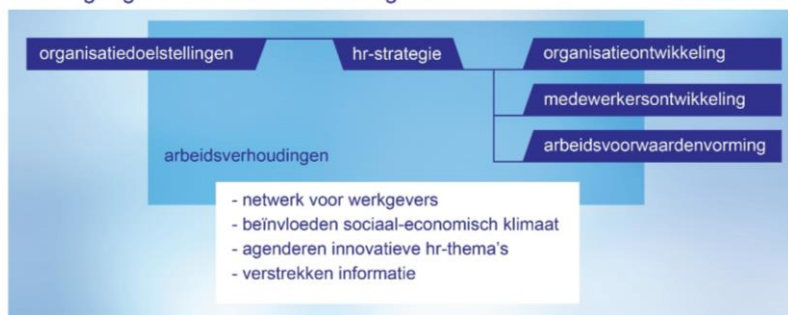 organisatiedoelstellingen
hr-strategie
organisatieontwikkeling
medewerkersontwikkeling
arbeidsvoorwaardenvorming
arbeidsverhoudingen
- netwerk voor werkgevers
- beïnvloeden sociaal-economisch klimaat
- agenderen innovatieve hr-thema's
- verstrekken informatie